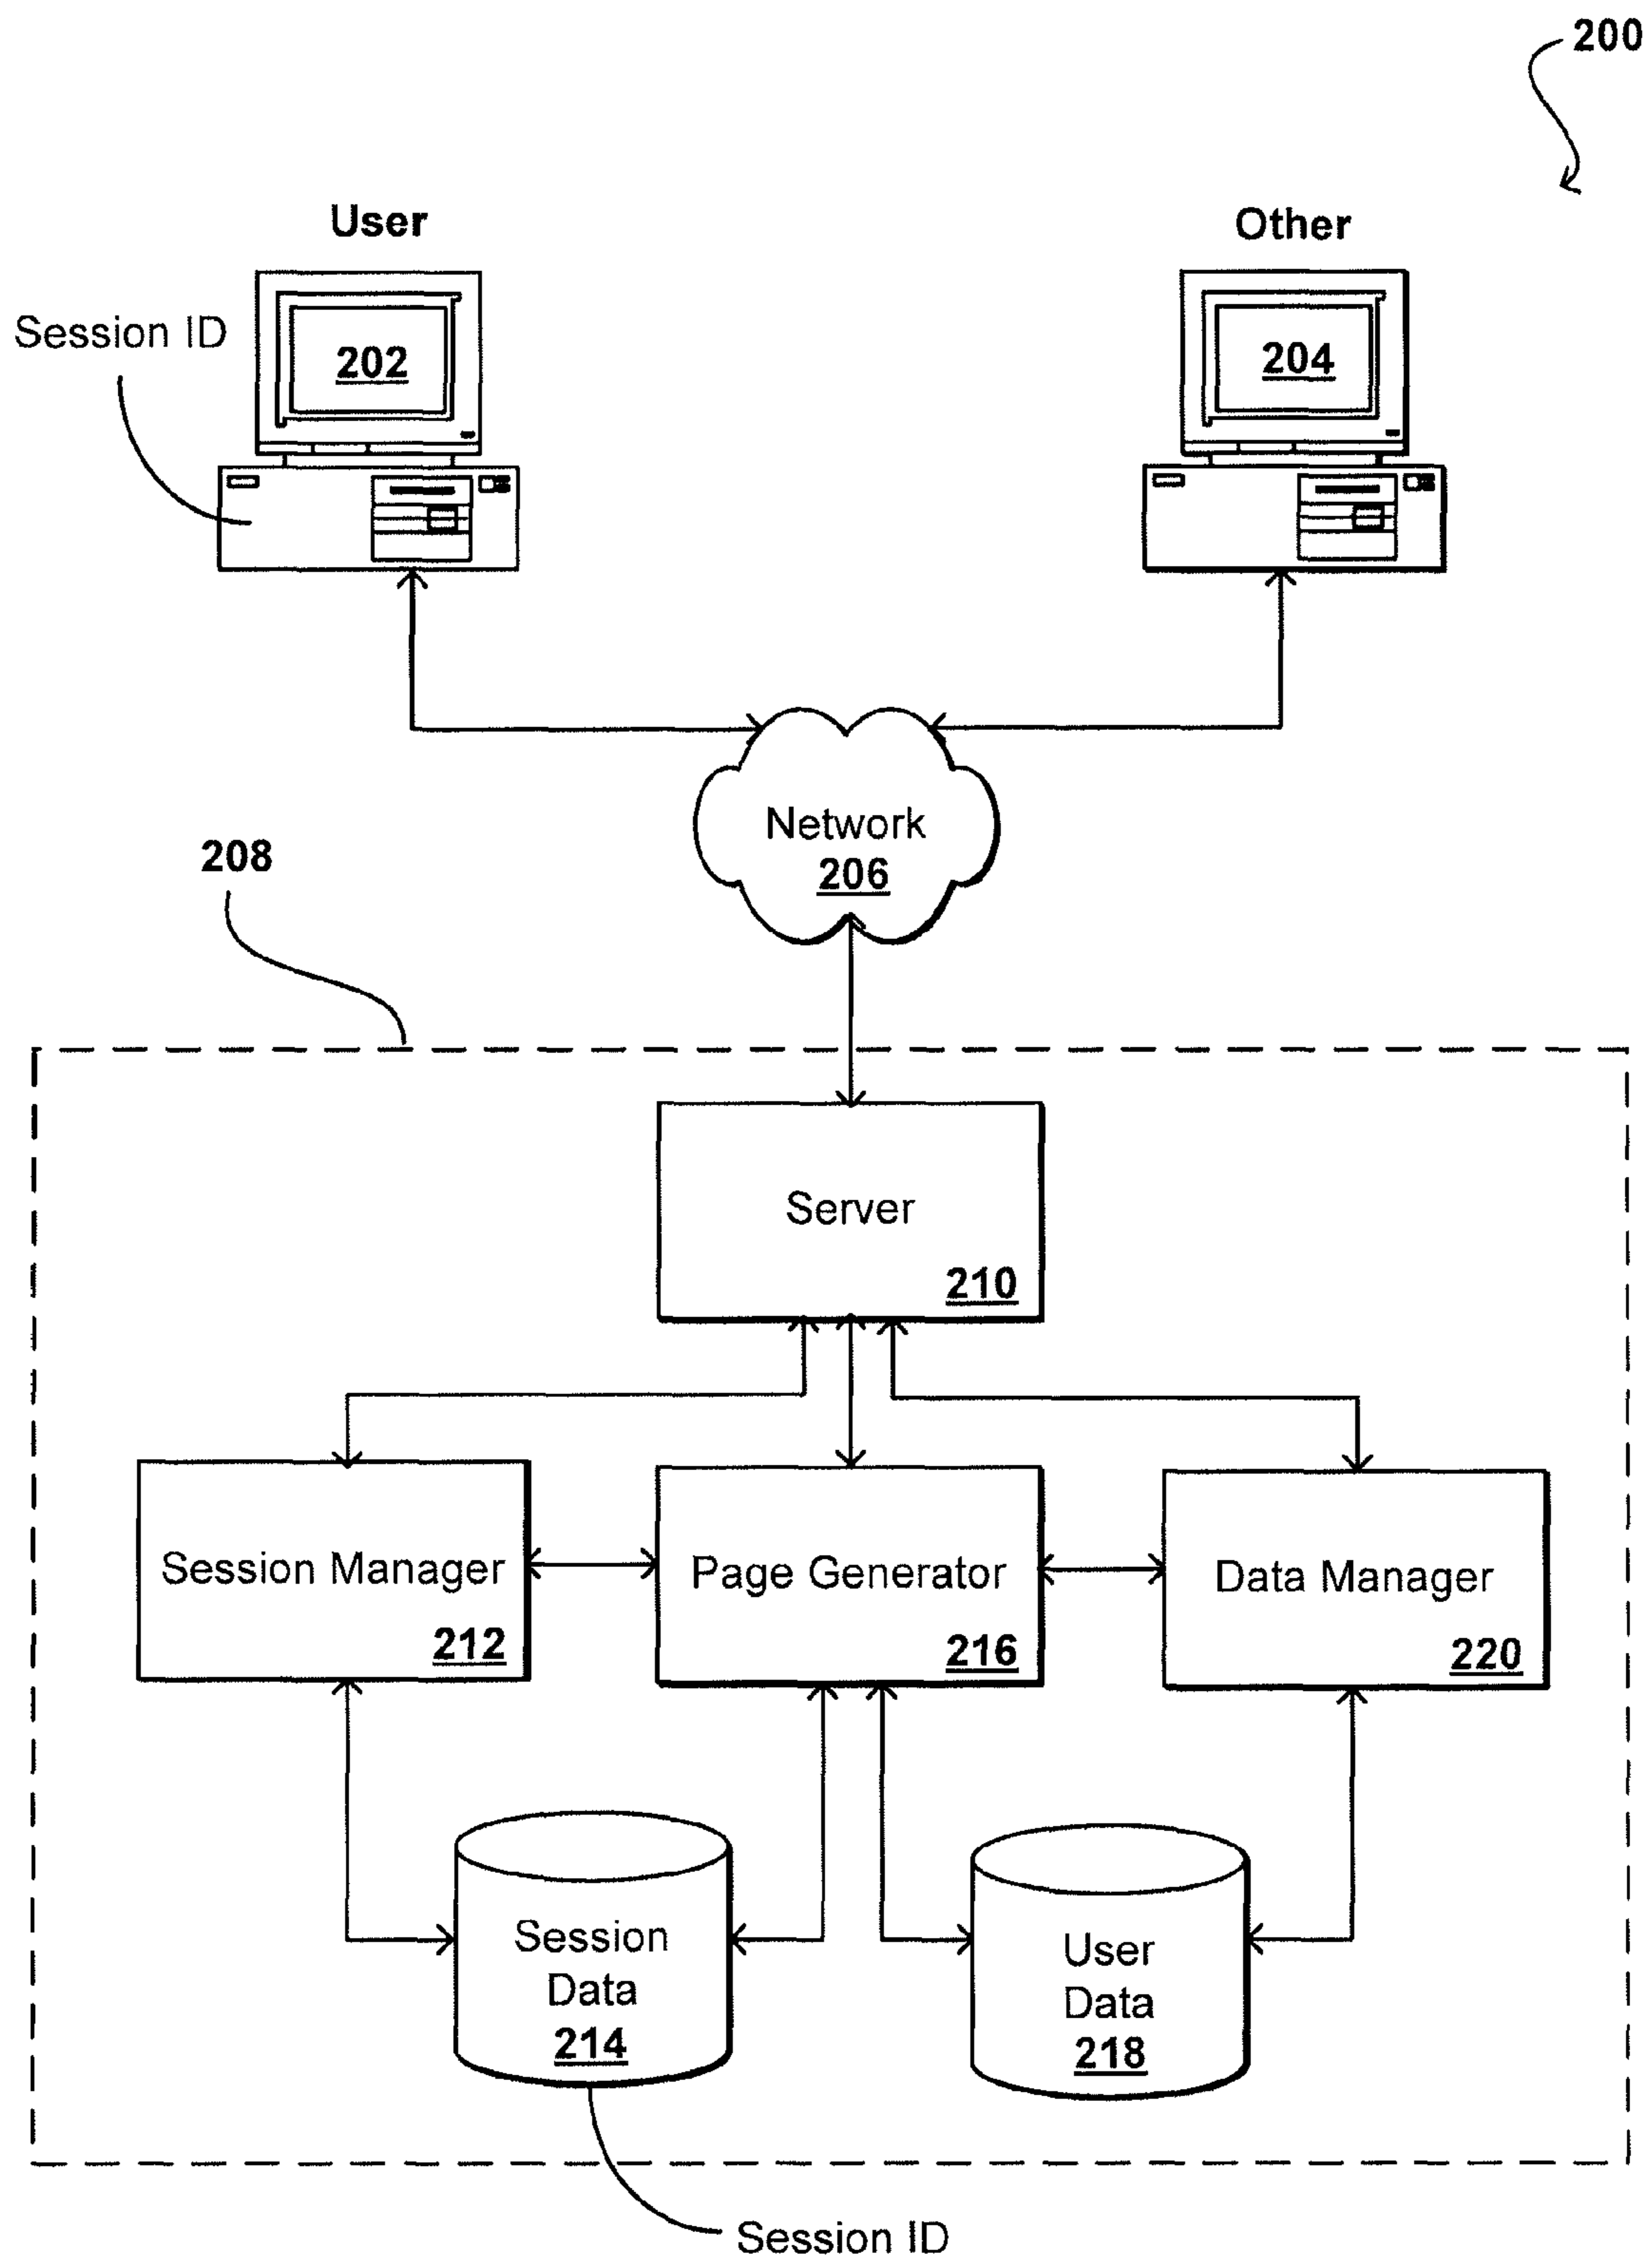 200
User
Other
Session ID
202
204
Network
206
208
Server
210
Session Manager
212
Page Generator
216
Data Manager
220
Session
Data
214
User
Data
218
Session ID